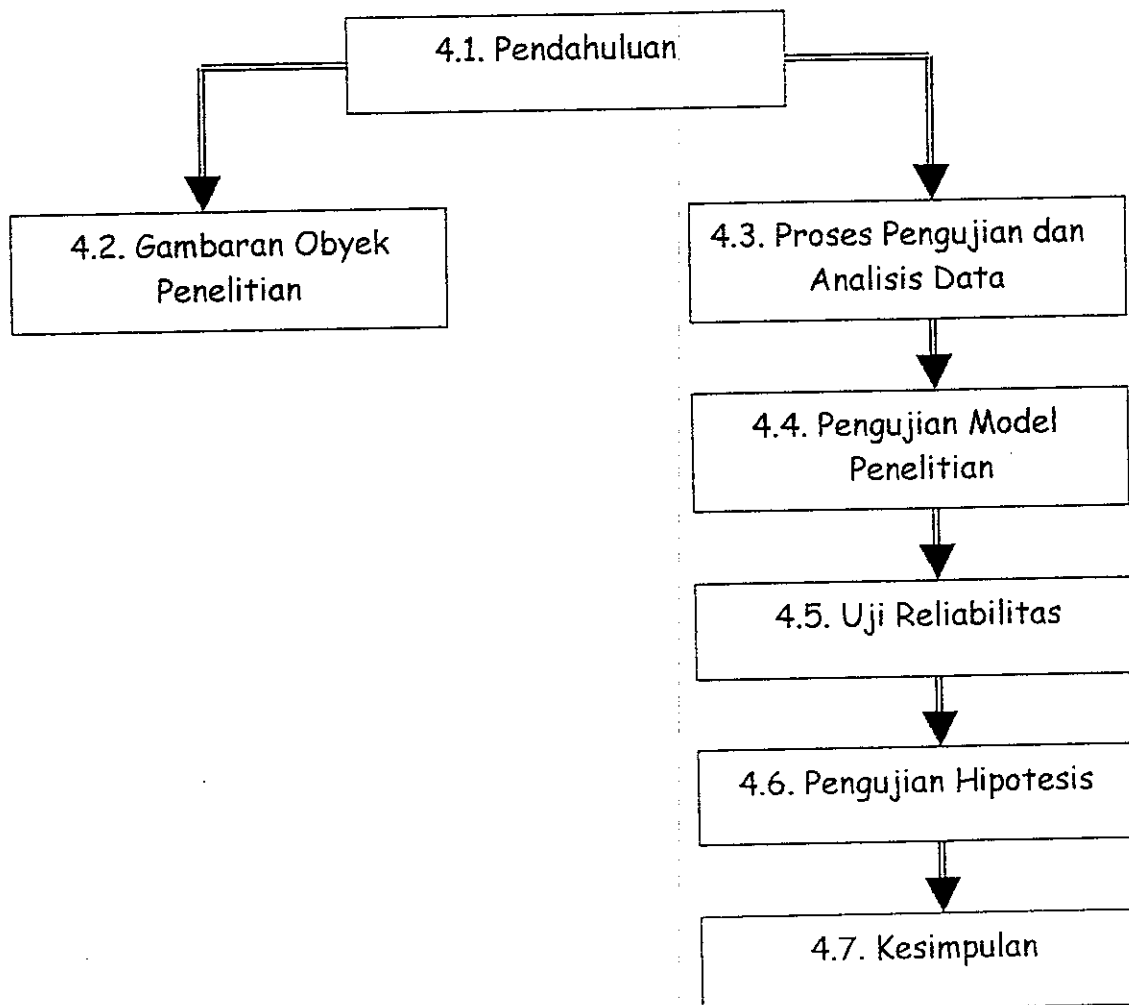 4.1. Pendahuluan
4.2. Gambaran Obyek
Penelitian
4.3. Proses Pengujian dan
Analisis Data
4.4. Pengujian Model
Penelitian
4.5. Uji Reliabilitas
4.6. Pengujian Hipotesis
4.7. Kesimpulan